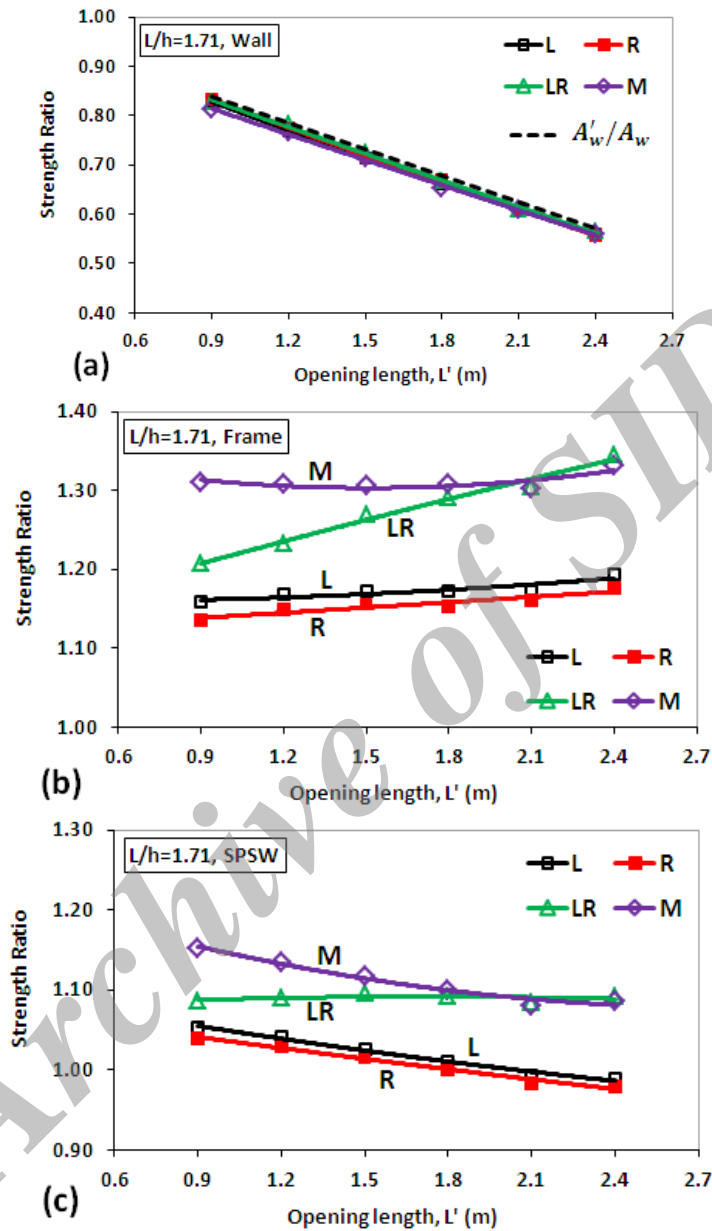 L/h=1.71, Wall
L R
LR M
A'w/Aw
Strength Ratio
1.00
0.90
0.80
0.70
0.60
0.50
0.40
0.6 0.9 1.2 1.5 1.8 2.1 2.4 2.7
Opening length, L' (m)
(a)
L/h=1.71, Frame
M
LR
L
R
L R
LR M
Strength Ratio
1.40
1.30
1.20
1.10
1.00
0.6 0.9 1.2 1.5 1.8 2.1 2.4 2.7
Opening length, L' (m)
(b)
L/h=1.71, SPSW
L R
LR M
M
LR
L
R
Strength Ratio
1.30
1.20
1.10
1.00
0.90
0.6 0.9 1.2 1.5 1.8 2.1 2.4 2.7
Opening length, L' (m)
(c)
Archive of SID